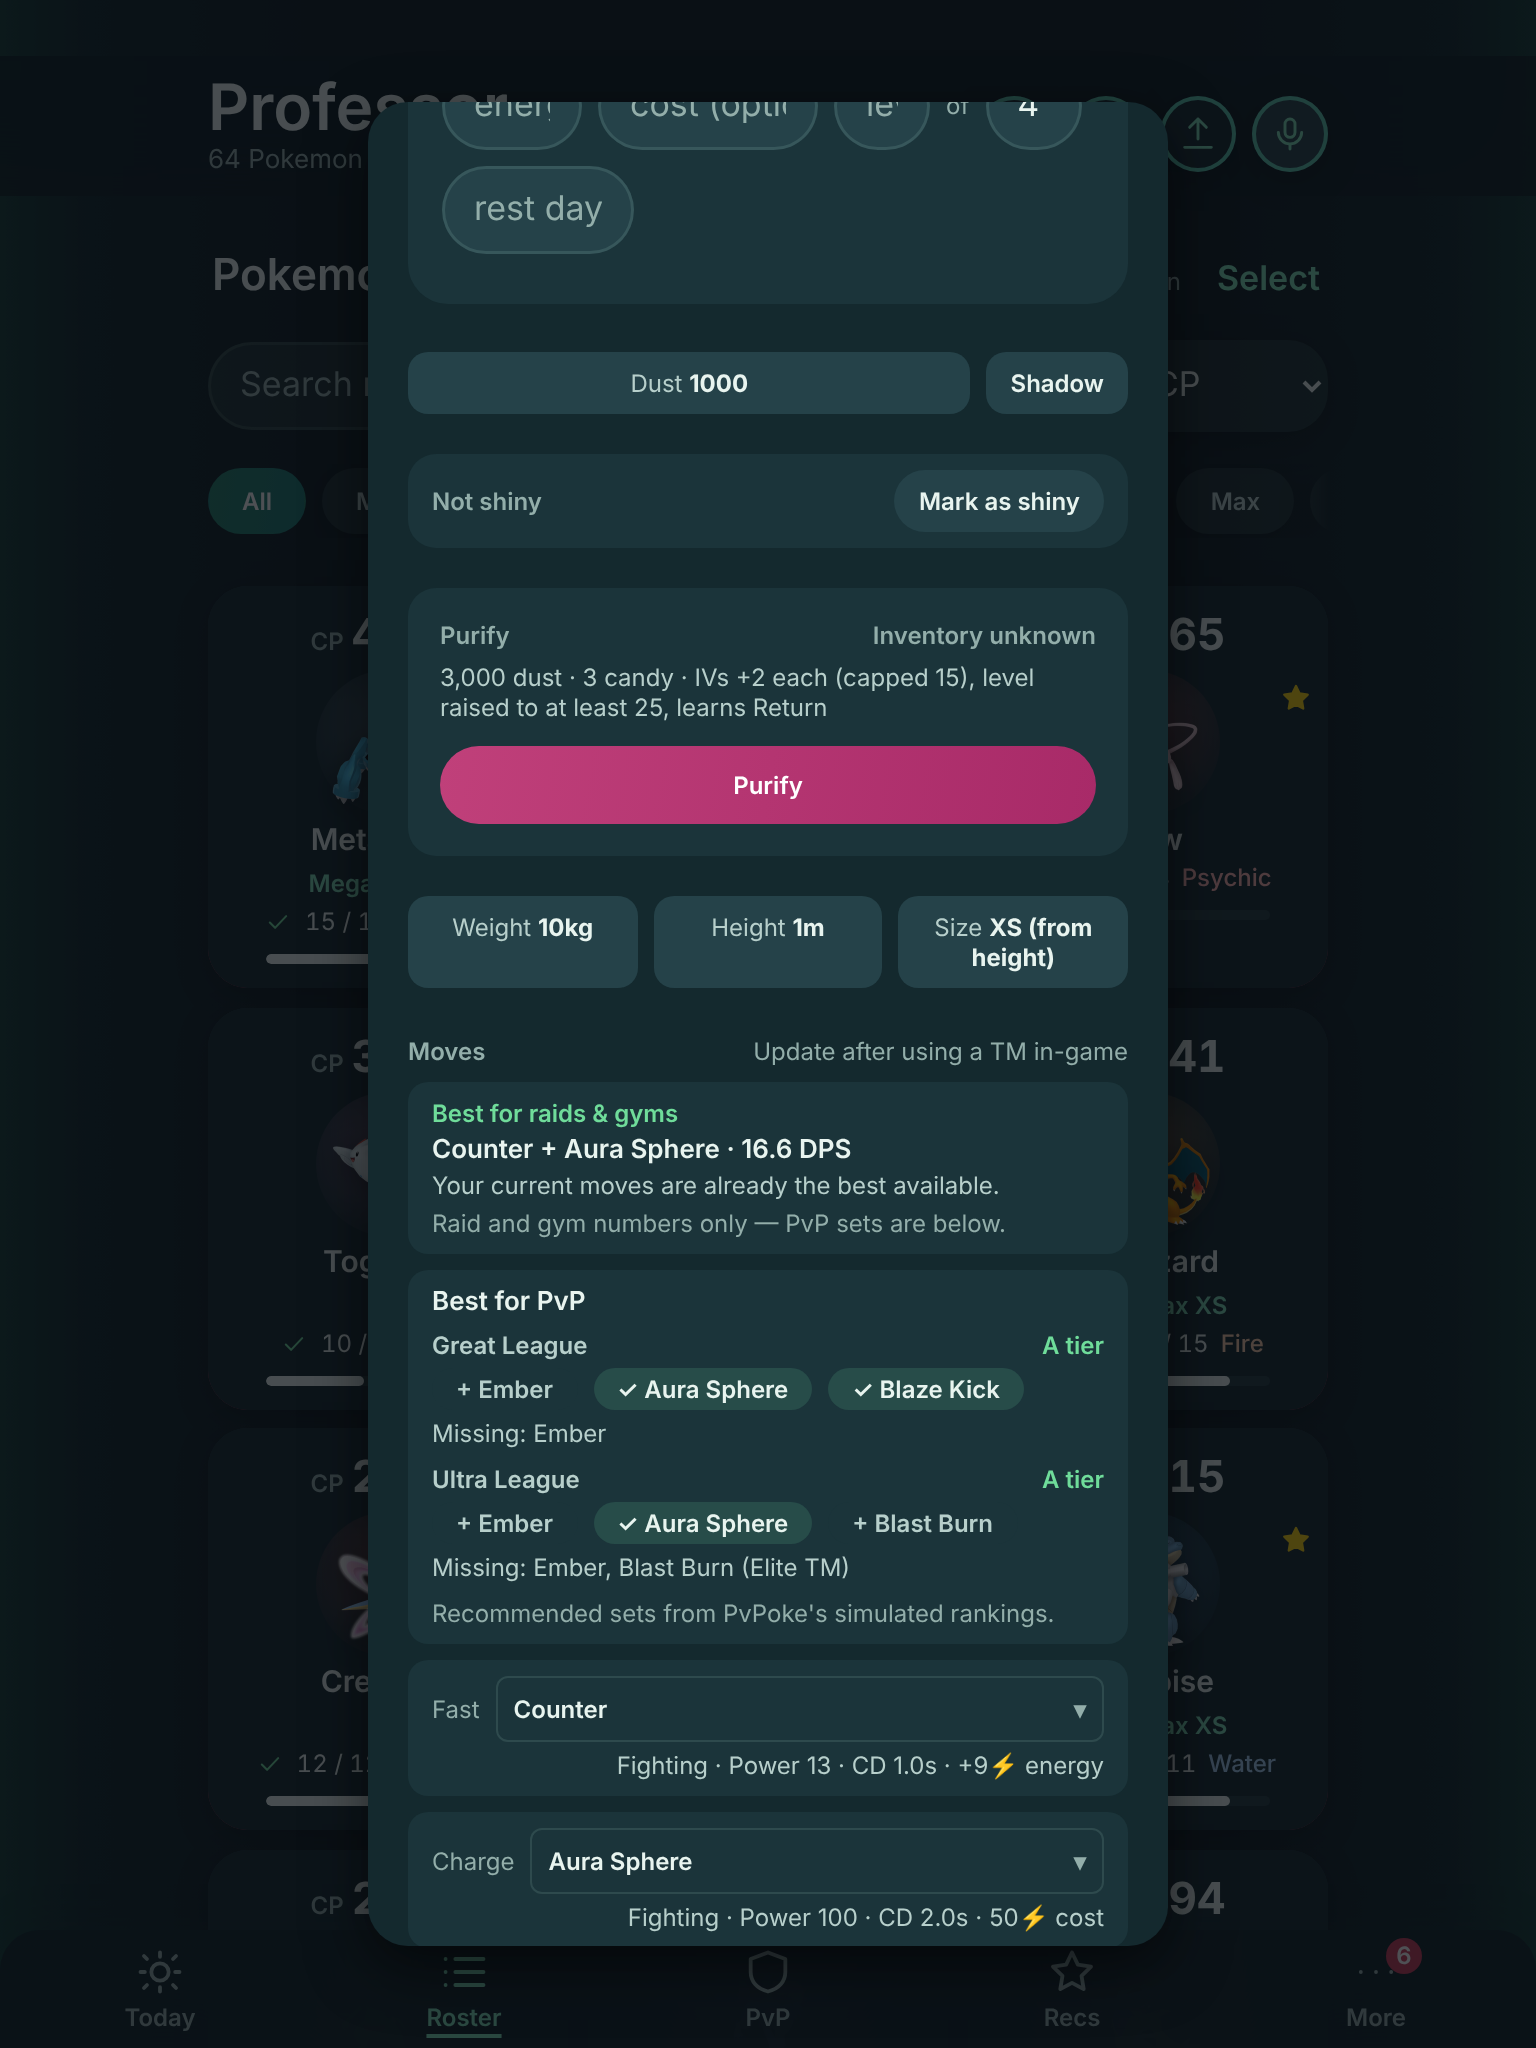 Professor
64 Pokemon
of
4
rest day
Pokemo
Select
Search
CP
Dust 1000
Shadow
All
Not shiny
Mark as shiny
Max
CP
65
Purify
Inventory unknown
3,000 dust · 3 candy · IVs +2 each (capped 15), level
raised to at least 25, learns Return
Purify
Met
Mega
Psychic
15 / 1
Weight 10kg
Height 1m
Size XS (from
height)
CP 3
41
Moves
Update after using a TM in-game
Best for raids & gyms
Counter + Aura Sphere · 16.6 DPS
Your current moves are already the best available.
Raid and gym numbers only — PvP sets are below.
Tog
zard
ax XS
10 /
/ 15 Fire
Best for PvP
Great League
A tier
+ Ember
✓ Aura Sphere
✓ Blaze Kick
Missing: Ember
Ultra League
A tier
CP 2
15
+ Ember
✓ Aura Sphere
+ Blast Burn
Missing: Ember, Blast Burn (Elite TM)
Recommended sets from PvPoke's simulated rankings.
Cre
oise
ax XS
12 / 1
11 Water
Fast
Counter
Fighting · Power 13 · CD 1.0s · +9⚡ energy
Charge
Aura Sphere
Fighting · Power 100 · CD 2.0s · 50⚡ cost
CP 2
94
6
Today
Roster
PvP
Recs
More